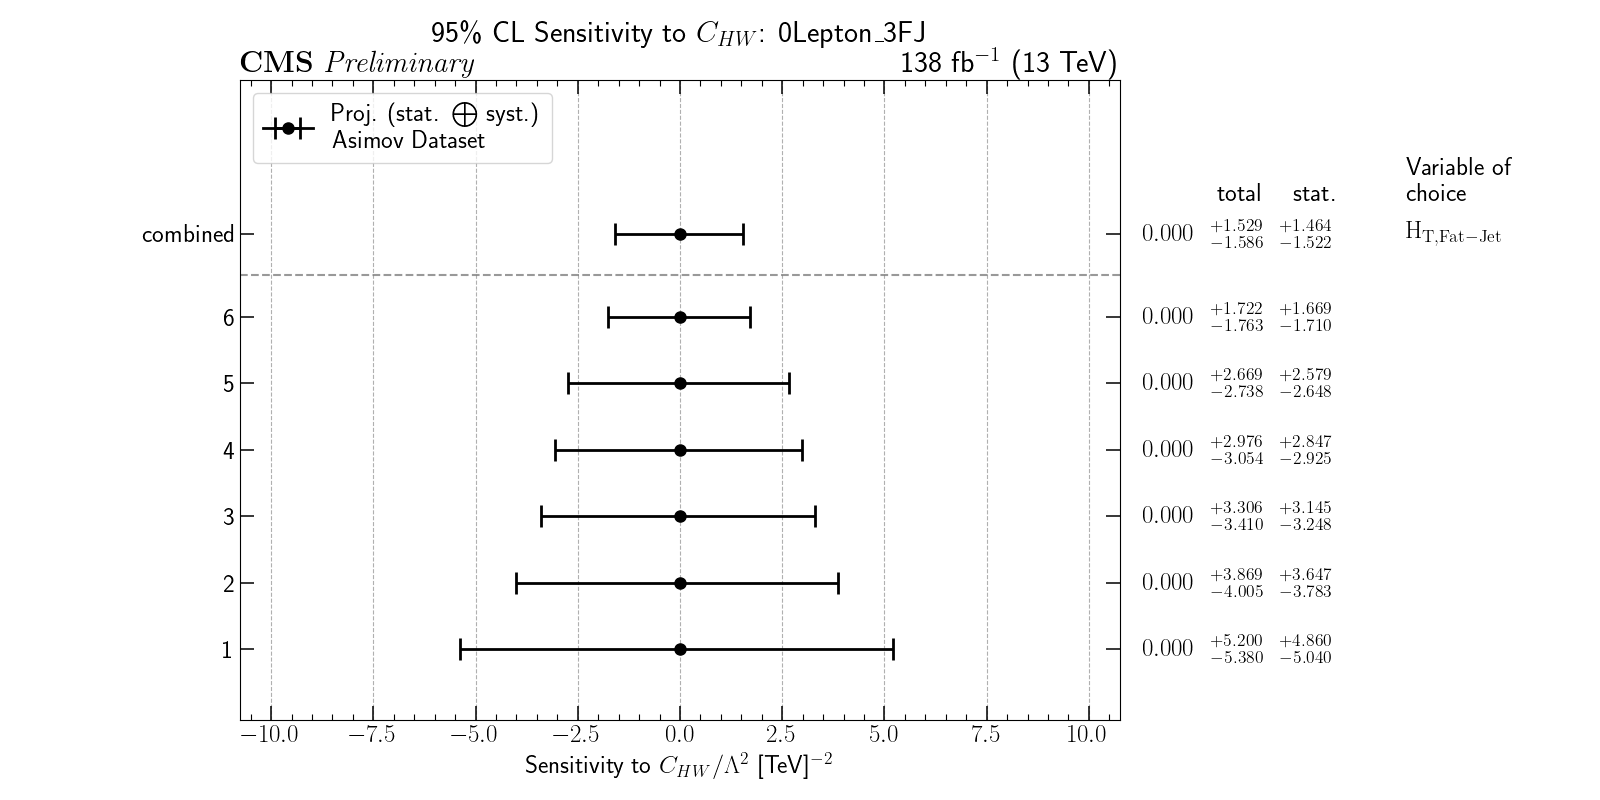 95% CL Sensitivity to C_HW: 0Lepton_3FJ
CMS Preliminary 138 fb⁻¹ (13 TeV)
Proj. (stat. ⨁ syst.)
Asimov Dataset
Variable of
total stat. choice
combined 0.000 +1.529 −1.586 +1.464 −1.522 H_T,Fat−Jet
6 0.000 +1.722 −1.763 +1.669 −1.710
5 0.000 +2.669 −2.738 +2.579 −2.648
4 0.000 +2.976 −3.054 +2.847 −2.925
3 0.000 +3.306 −3.410 +3.145 −3.248
2 0.000 +3.869 −4.005 +3.647 −3.783
1 0.000 +5.200 −5.380 +4.860 −5.040
−10.0 −7.5 −5.0 −2.5 0.0 2.5 5.0 7.5 10.0
Sensitivity to C_HW/Λ² [TeV]⁻²